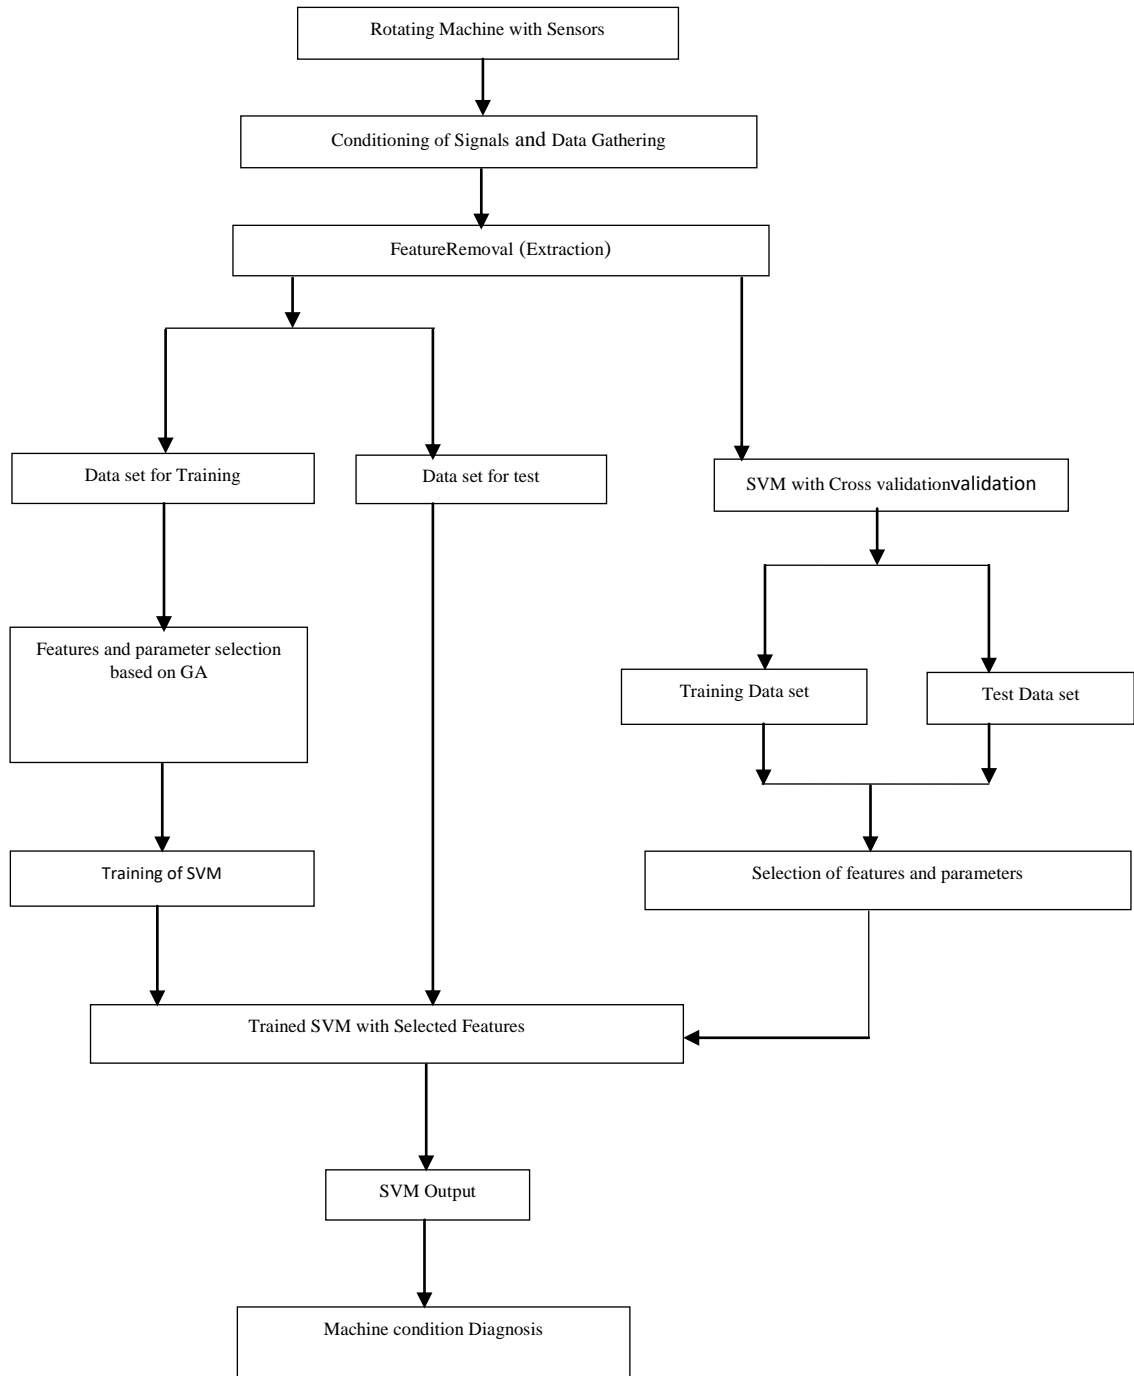 Rotating Machine with Sensors
Conditioning of Signals and Data Gathering
FeatureRemoval (Extraction)
Data set for Training
Data set for test
SVM with Cross validationvalidation
Features and parameter selection
based on GA
Training Data set
Test Data set
Training of SVM
Selection of features and parameters
Trained SVM with Selected Features
SVM Output
Machine condition Diagnosis